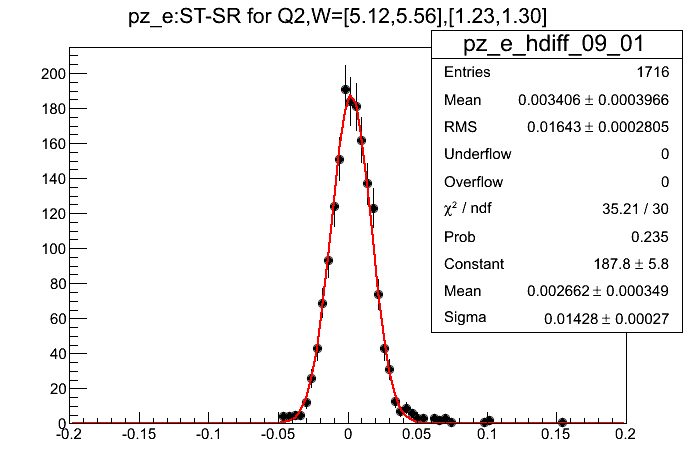 pz_e:ST-SR for Q2,W=[5.12,5.56],[1.23,1.30]
pz_e_hdiff_09_01
Entries 1716
Mean 0.003406 ± 0.0003966
RMS 0.01643 ± 0.0002805
Underflow 0
Overflow 0
χ² / ndf 35.21 / 30
Prob 0.235
Constant 187.8 ± 5.8
Mean 0.002662 ± 0.000349
Sigma 0.01428 ± 0.00027
200
180
160
140
120
100
80
60
40
20
0
-0.2 -0.15 -0.1 -0.05 0 0.05 0.1 0.15 0.2